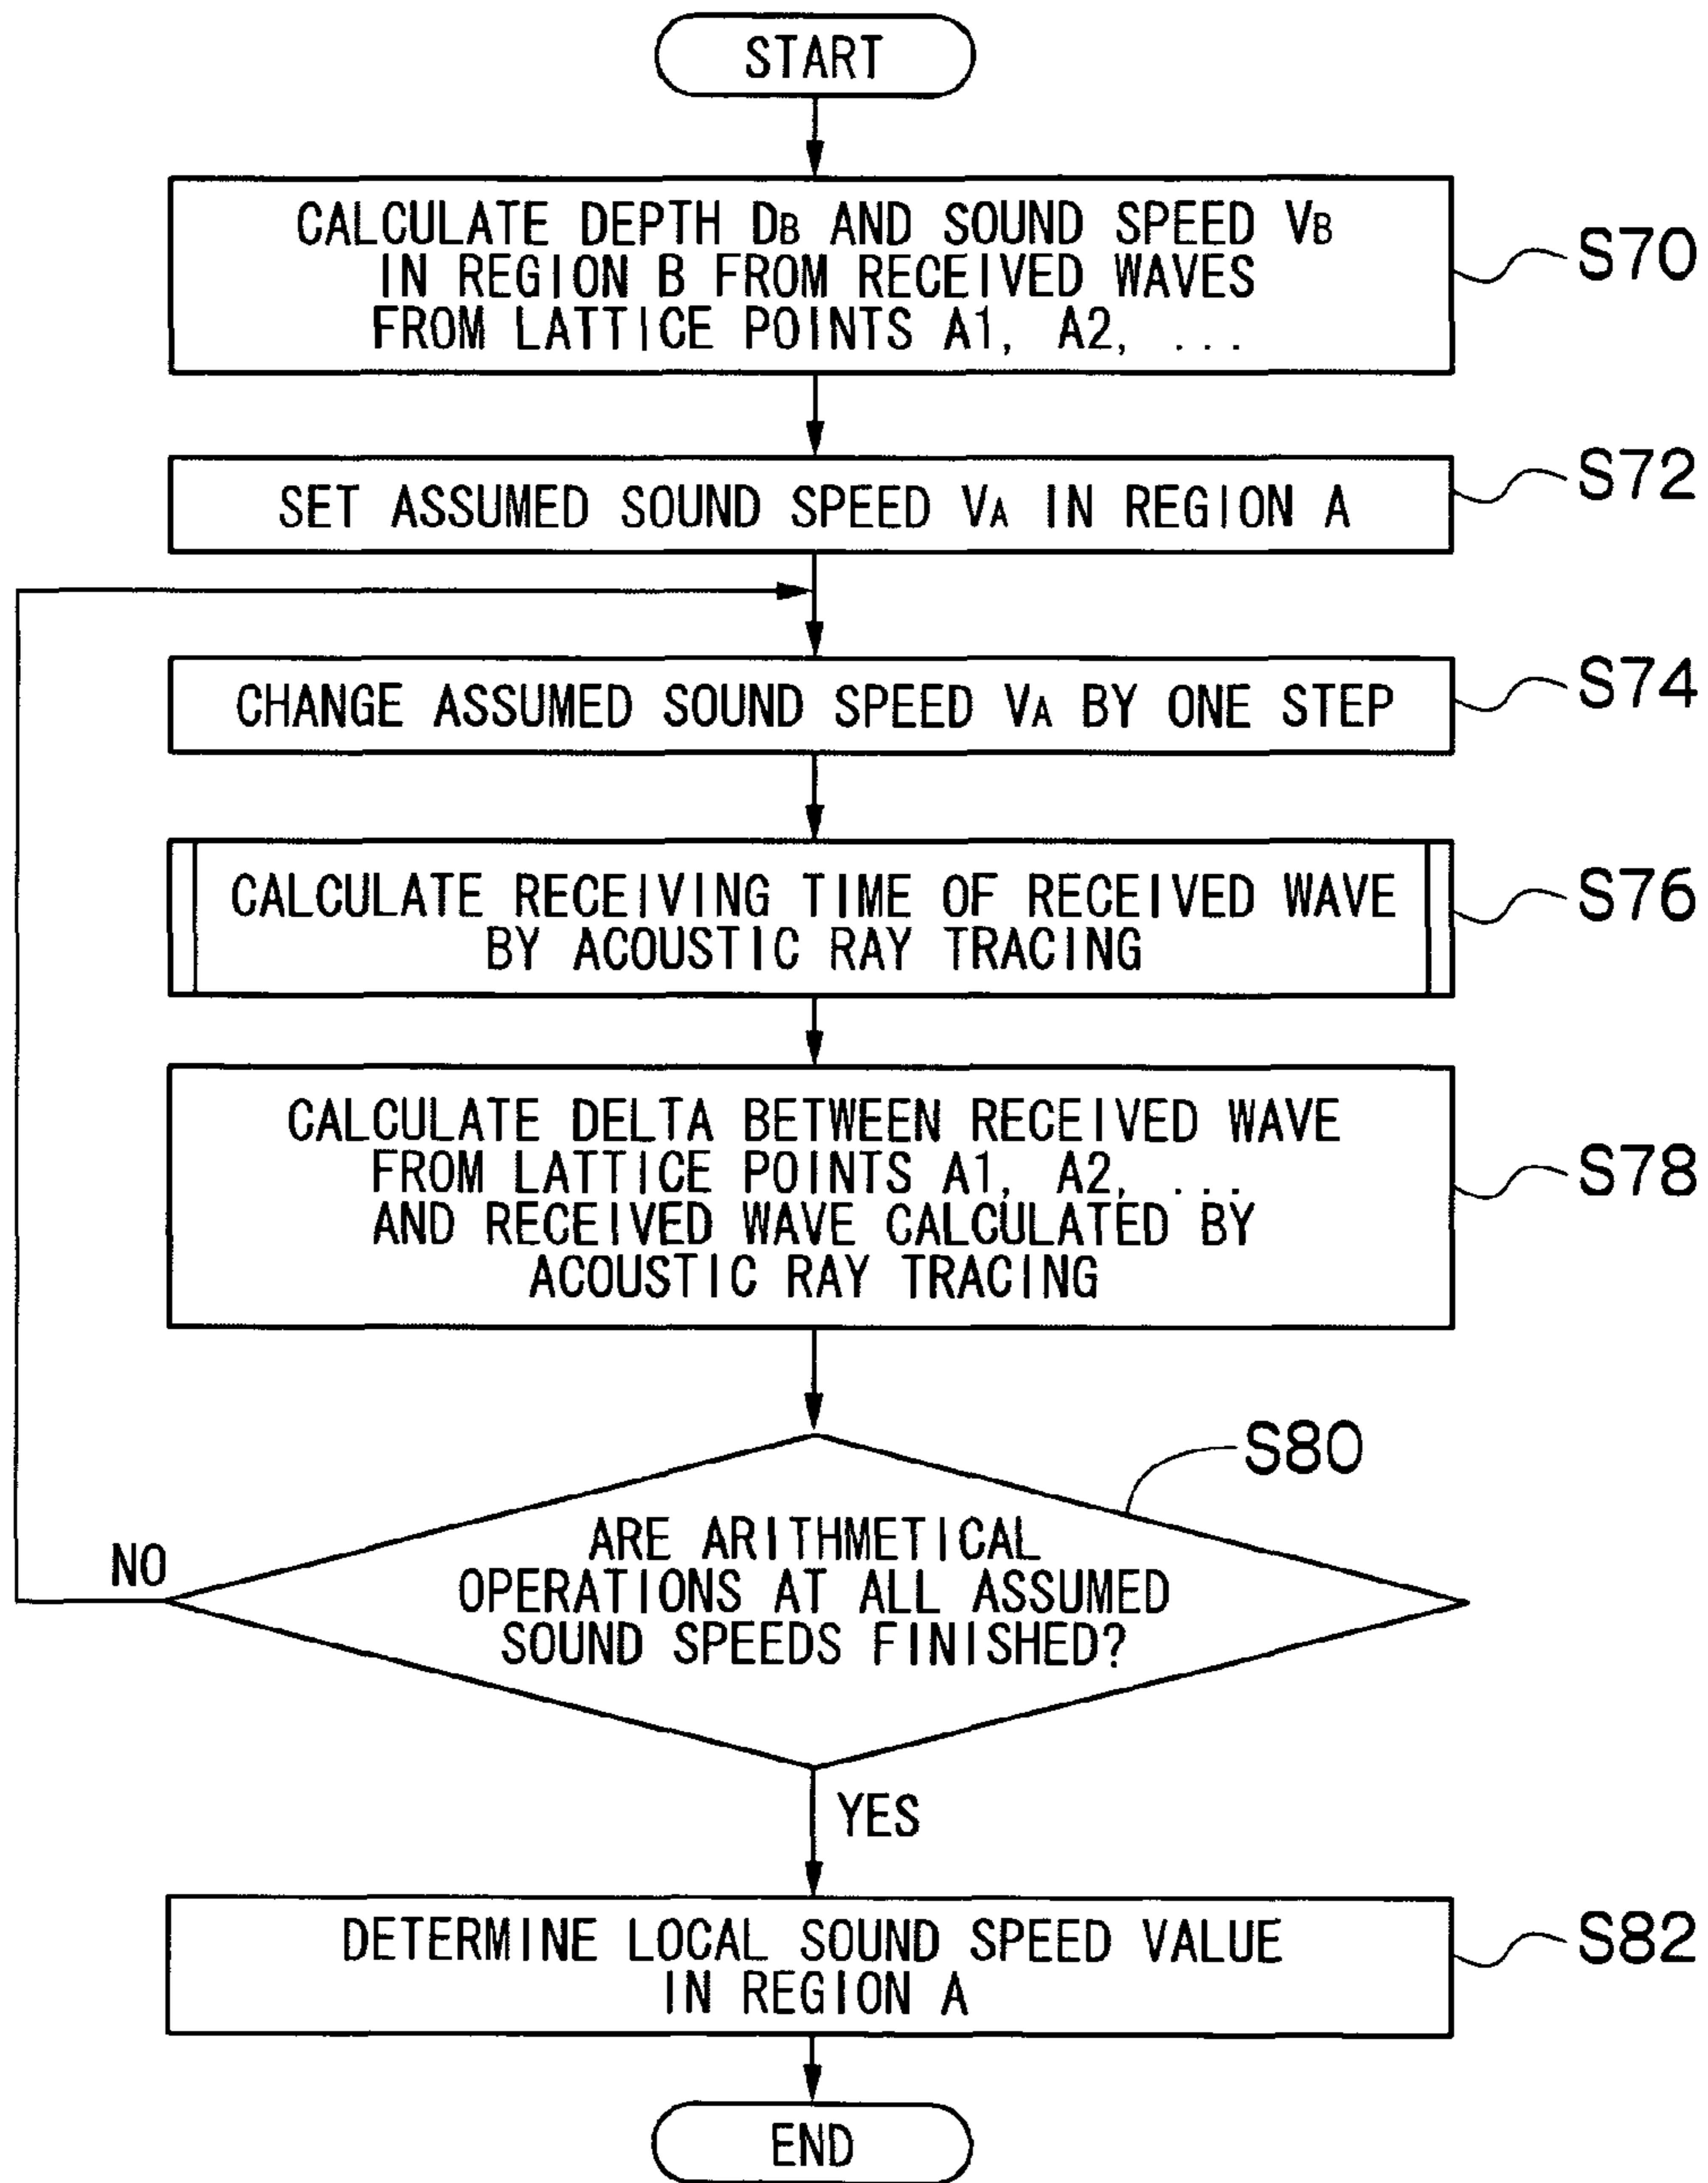 START
CALCULATE DEPTH DB AND SOUND SPEED VB
IN REGION B FROM RECEIVED WAVES
FROM LATTICE POINTS A1, A2, ...
S70
SET ASSUMED SOUND SPEED VA IN REGION A
S72
CHANGE ASSUMED SOUND SPEED VA BY ONE STEP
S74
CALCULATE RECEIVING TIME OF RECEIVED WAVE
BY ACOUSTIC RAY TRACING
S76
CALCULATE DELTA BETWEEN RECEIVED WAVE
FROM LATTICE POINTS A1, A2, ...
AND RECEIVED WAVE CALCULATED BY
ACOUSTIC RAY TRACING
S78
S80
ARE ARITHMETICAL
OPERATIONS AT ALL ASSUMED
SOUND SPEEDS FINISHED?
NO
YES
DETERMINE LOCAL SOUND SPEED VALUE
IN REGION A
S82
END